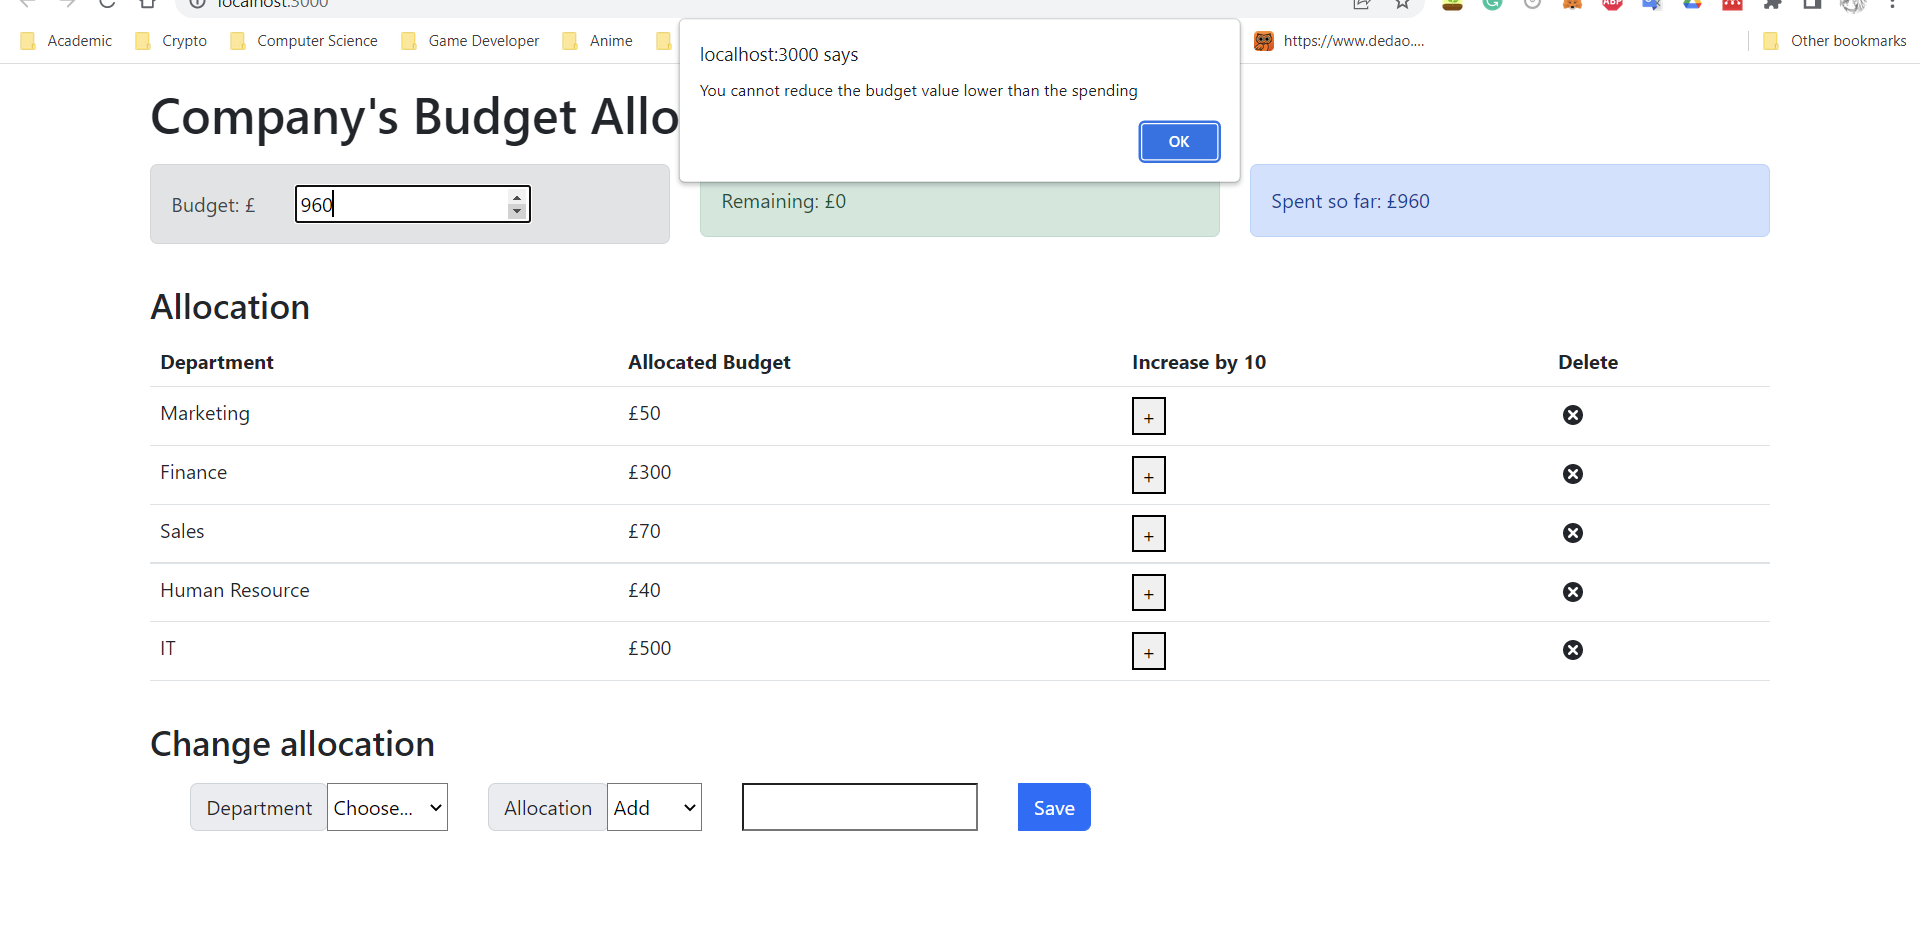 localhost:3000
Academic Crypto Computer Science Game Developer Anime https://www.dedao.... Other bookmarks
ABP
localhost:3000 says
You cannot reduce the budget value lower than the spending
OK
Company's Budget Allo
Budget: £ 960 Remaining: £0 Spent so far: £960
Allocation
Department Allocated Budget Increase by 10 Delete
Marketing £50 +
Finance £300 +
Sales £70 +
Human Resource £40 +
IT £500 +
Change allocation
Department Choose... Allocation Add Save